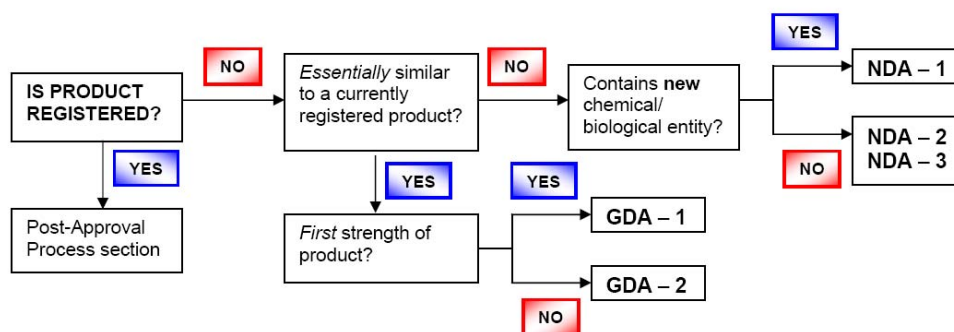 IS PRODUCT
REGISTERED?
NO
Essentially similar
to a currently
registered product?
NO
Contains new
chemical/
biological entity?
YES
NDA – 1
NO
NDA – 2
NDA – 3
YES
Post-Approval
Process section
YES
First strength of
product?
YES
GDA – 1
NO
GDA – 2